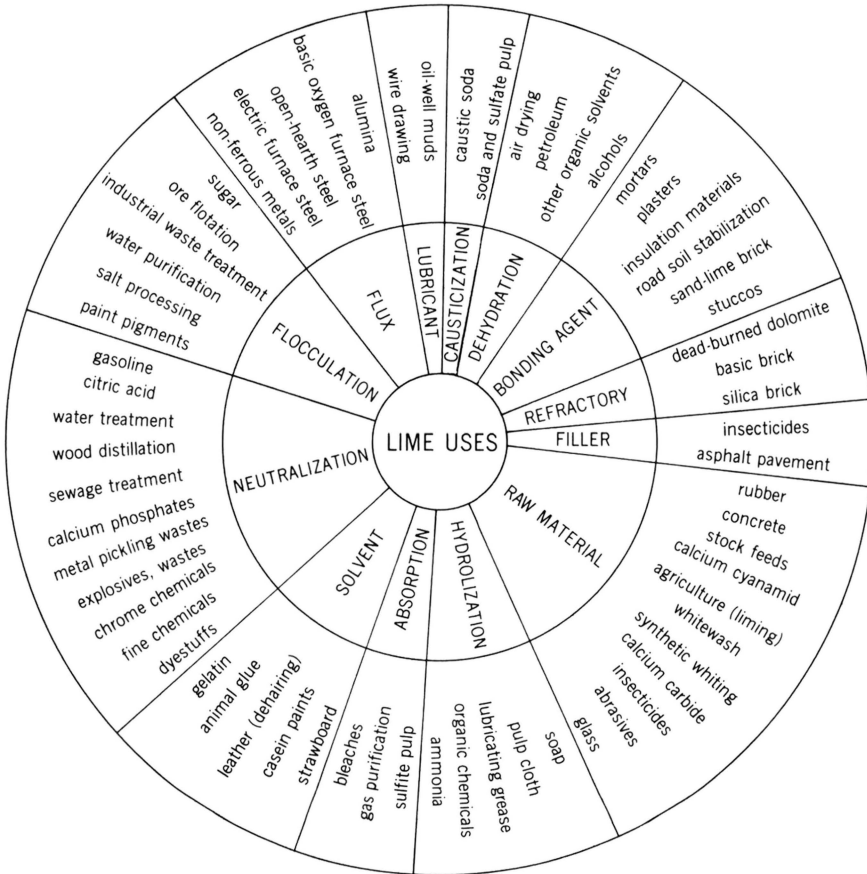 LIME USES
LUBRICANT
wire drawing
oil-well muds
CAUSTICIZATION
caustic soda
soda and sulfate pulp
DEHYDRATION
air drying
petroleum
other organic solvents
alcohols
BONDING AGENT
mortars
plasters
insulation materials
road soil stabilization
sand-lime brick
stuccos
REFRACTORY
dead-burned dolomite
basic brick
silica brick
FILLER
insecticides
asphalt pavement
RAW MATERIAL
rubber
concrete
stock feeds
calcium cyanamid
agriculture (liming)
whitewash
synthetic whiting
calcium carbide
insecticides
abrasives
glass
HYDROLIZATION
soap
pulp cloth
lubricating grease
organic chemicals
ammonia
ABSORPTION
sulfite pulp
gas purification
bleaches
SOLVENT
strawboard
casein paints
leather (dehairing)
animal glue
gelatin
NEUTRALIZATION
gasoline
citric acid
water treatment
wood distillation
sewage treatment
calcium phosphates
metal pickling wastes
explosives, wastes
chrome chemicals
fine chemicals
dyestuffs
FLOCCULATION
sugar
ore flotation
industrial waste treatment
water purification
salt processing
paint pigments
FLUX
alumina
basic oxygen furnace steel
open-hearth steel
electric furnace steel
non-ferrous metals